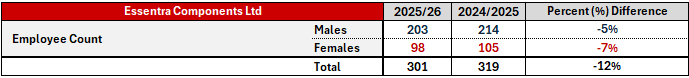 Essentra Components Ltd 2025/26 2024/2025 Percent (%) Difference
Employee Count Males 203 214 -5%
Females 98 105 -7%
Total 301 319 -12%